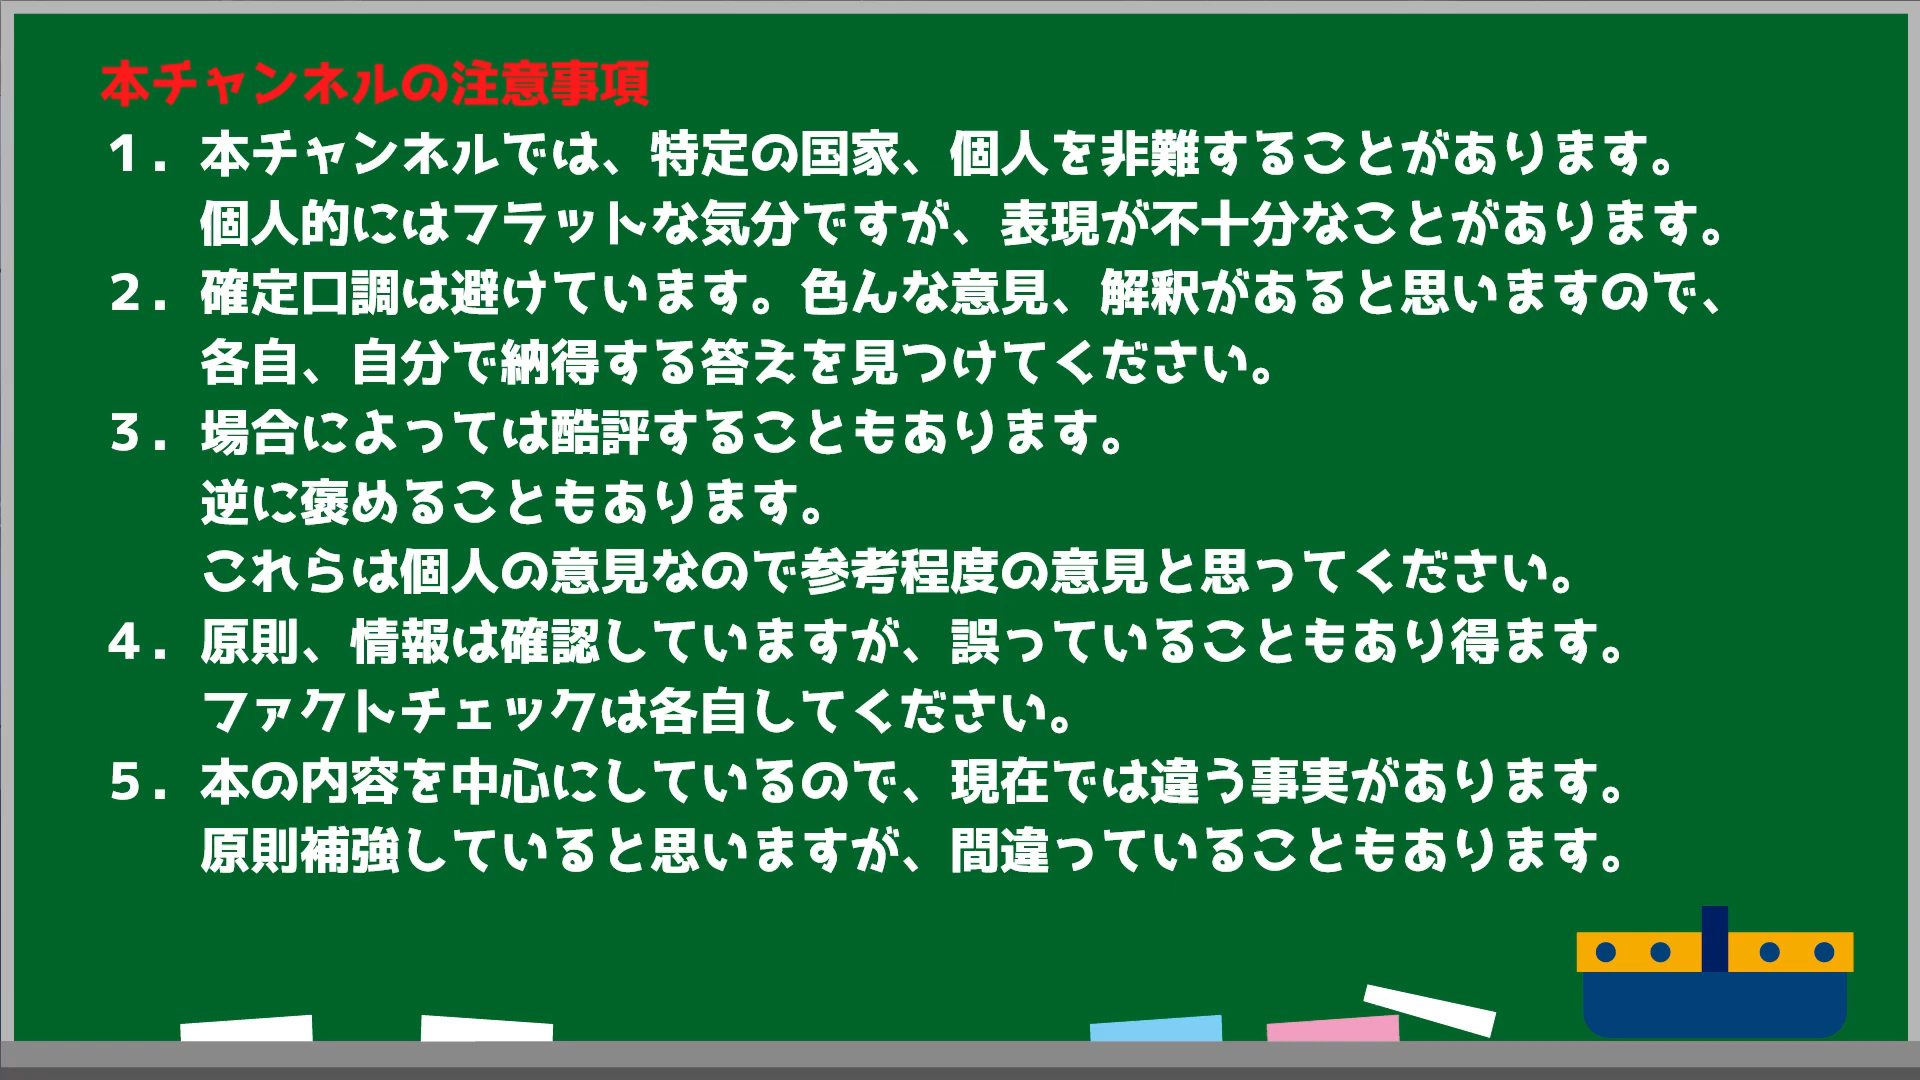 本チャンネルの注意事項
１．本チャンネルでは、特定の国家、個人を非難することがあります。
個人的にはフラットな気分ですが、表現が不十分なことがあります。
２．確定口調は避けています。色んな意見、解釈があると思いますので、
各自、自分で納得する答えを見つけてください。
３．場合によっては酷評することもあります。
逆に褒めることもあります。
これらは個人の意見なので参考程度の意見と思ってください。
４．原則、情報は確認していますが、誤っていることもあり得ます。
ファクトチェックは各自してください。
５．本の内容を中心にしているので、現在では違う事実があります。
原則補強していると思いますが、間違っていることもあります。